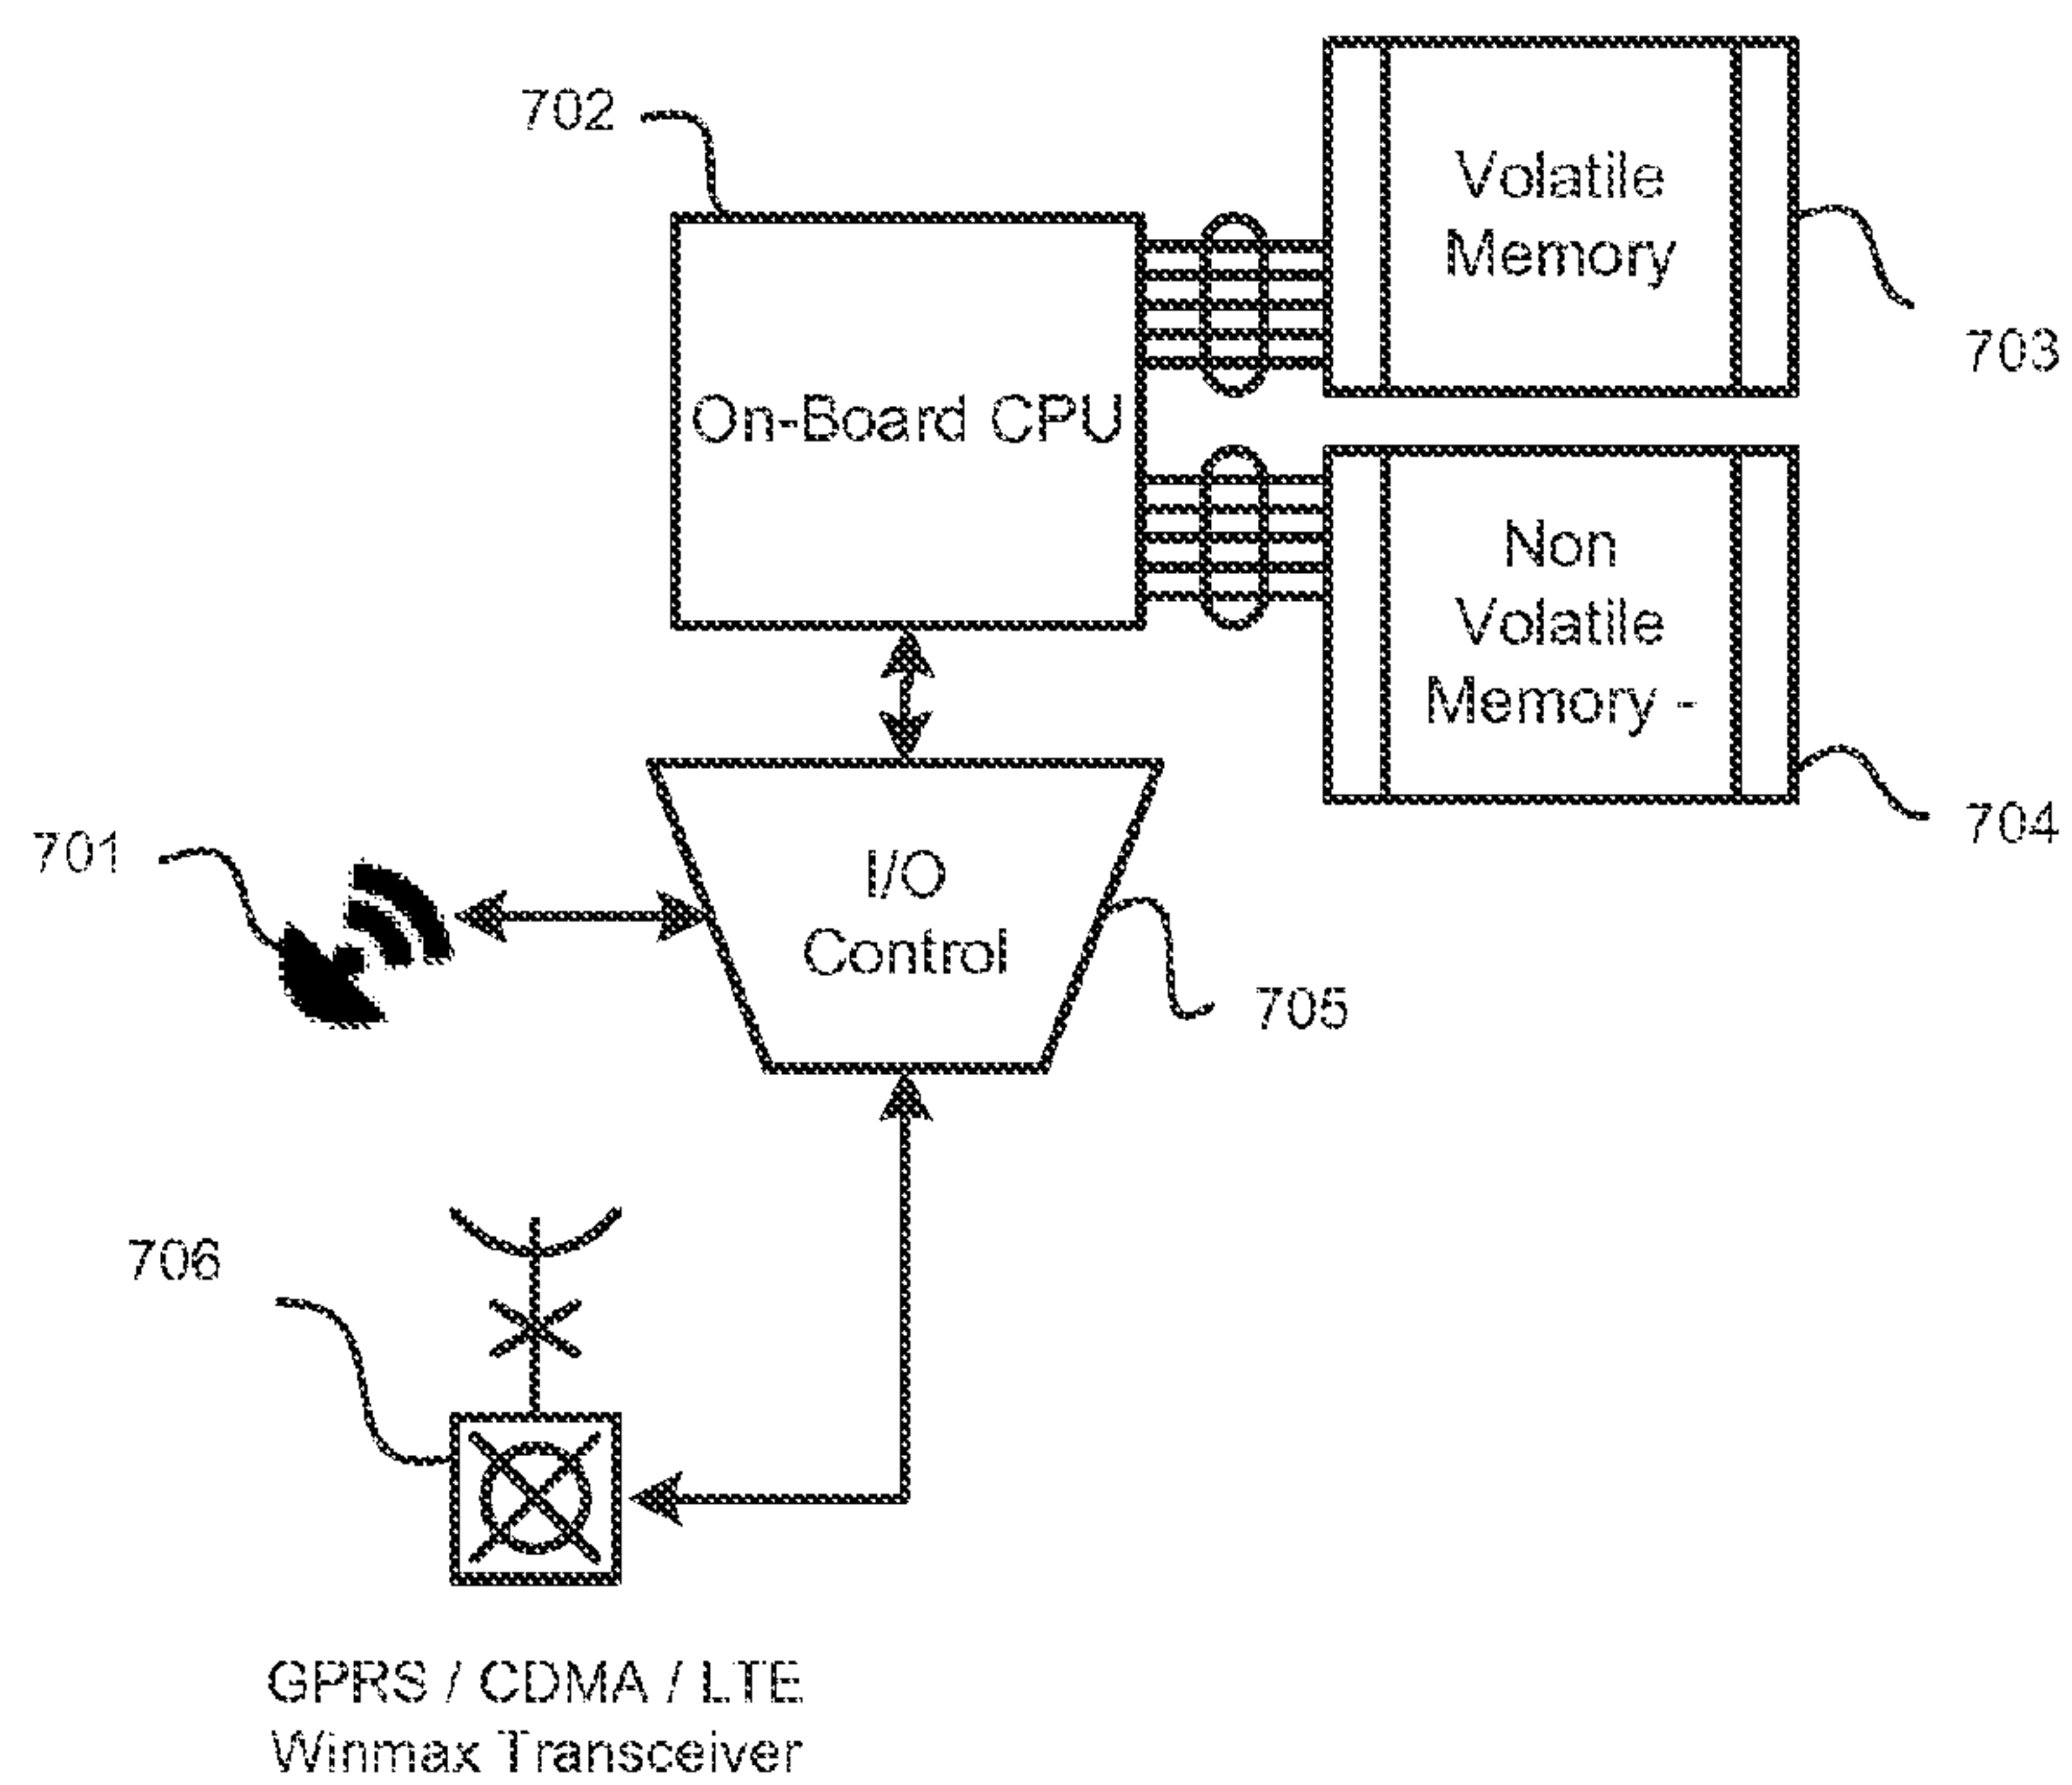 702
Volatile
Memory
703
On-Board CPU
Non
Volatile
Memory -
704
701
I/O
Control
705
706
GPRS / CDMA / LTE
Winmax Transceiver